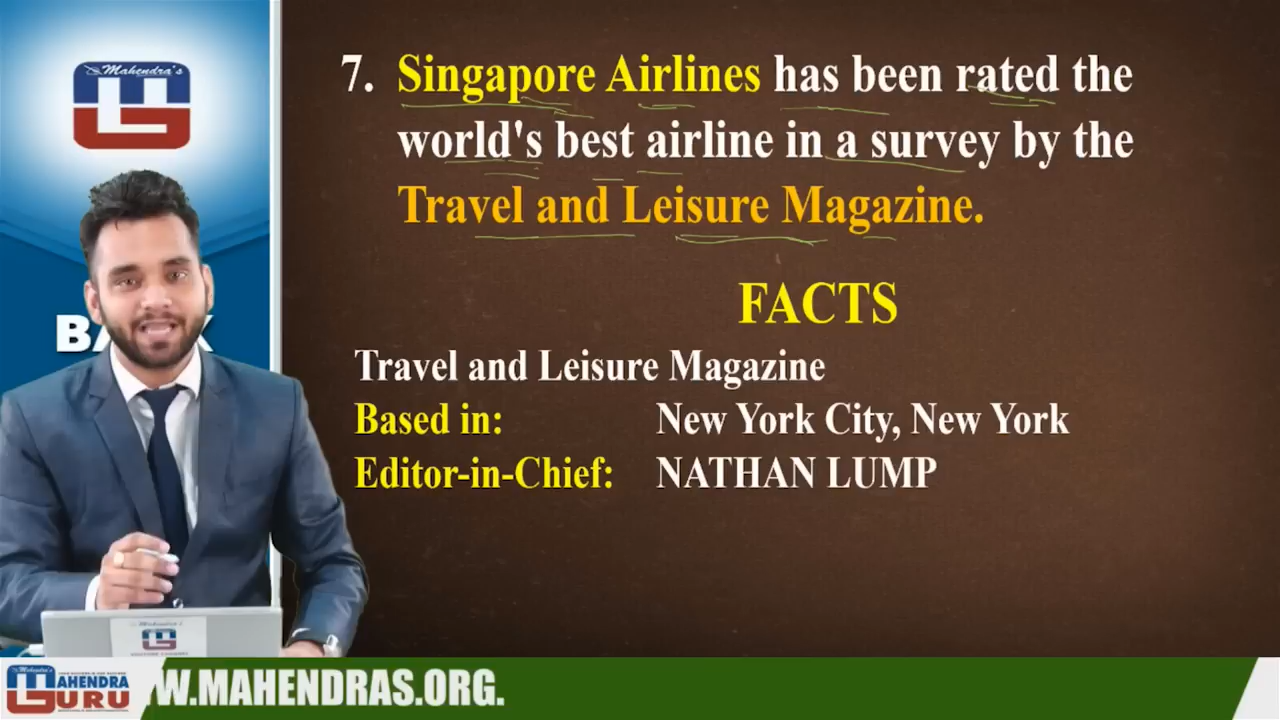 Mahendra's
7. Singapore Airlines has been rated the
world's best airline in a survey by the
Travel and Leisure Magazine.
FACTS
Travel and Leisure Magazine
Based in: New York City, New York
Editor-in-Chief: NATHAN LUMP
Mahendra's
Mahendra's
MAHENDRA
GURU
W.MAHENDRAS.ORG.